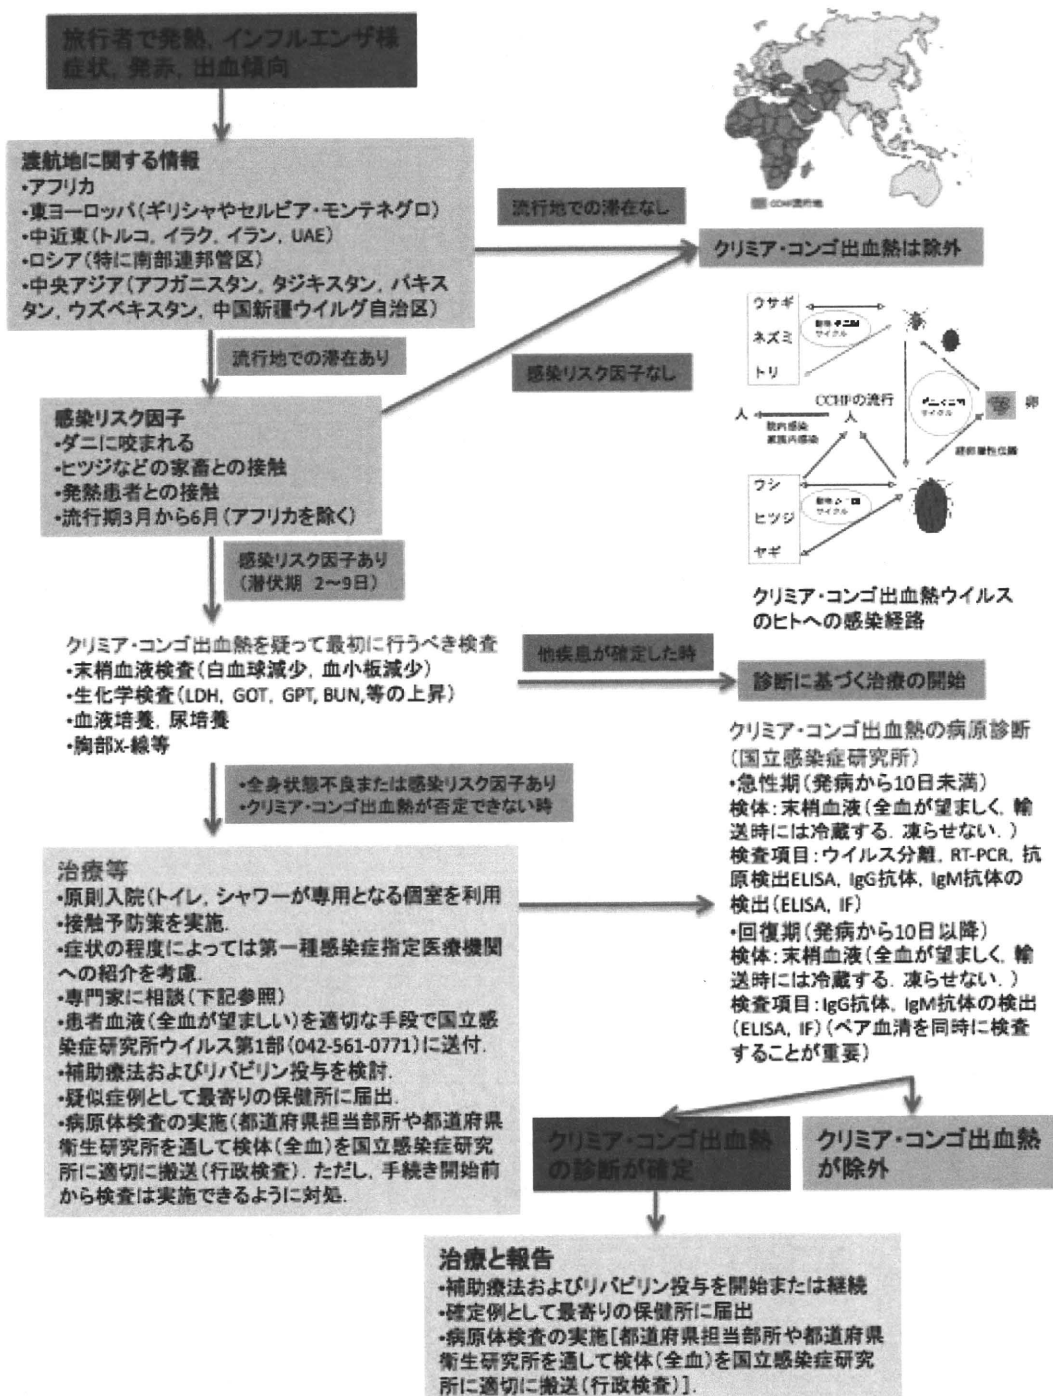 旅行者で発熱，インフルエンザ様
症状，発赤，出血傾向
渡航地に関する情報
•アフリカ
•東ヨーロッパ（ギリシャやセルビア・モンテネグロ）
•中近東（トルコ，イラク，イラン，UAE）
•ロシア（特に南部連邦管区）
•中央アジア（アフガニスタン，タジキスタン，パキス
タン，ウズベキスタン，中国新疆ウイルグ自治区）
流行地での滞在なし
CCHF流行地
クリミア・コンゴ出血熱は除外
流行地での滞在あり
感染リスク因子なし
感染リスク因子
•ダニに咬まれる
•ヒツジなどの家畜との接触
•発熱患者との接触
•流行期3月から6月（アフリカを除く）
感染リスク因子あり
（潜伏期 2～9日）
ウサギ
ネズミ
トリ
サイクル
サイクル
卵
CCHFの流行
人
人
院内感染
家族内感染
ウシ
ヒツジ
ヤギ
サイクル
クリミア・コンゴ出血熱ウイルス
のヒトへの感染経路
クリミア・コンゴ出血熱を疑って最初に行うべき検査
•末梢血液検査（白血球減少，血小板減少）
•生化学検査（LDH, GOT, GPT, BUN,等の上昇）
•血液培養，尿培養
•胸部X-線等
他疾患が確定した時
診断に基づく治療の開始
•全身状態不良または感染リスク因子あり
•クリミア・コンゴ出血熱が否定できない時
治療等
•原則入院（トイレ，シャワーが専用となる個室を利用
•接触予防策を実施．
•症状の程度によっては第一種感染症指定医療機関
への紹介を考慮．
•専門家に相談（下記参照）
•患者血液（全血が望ましい）を適切な手段で国立感
染症研究所ウイルス第1部（042-561-0771）に送付．
•補助療法およびリバビリン投与を検討．
•疑似症例として最寄りの保健所に届出．
•病原体検査の実施（都道府県担当部所や都道府県
衛生研究所を通して検体（全血）を国立感染症研究
所に適切に搬送（行政検査）．ただし，手続き開始前
から検査は実施できるように対処．
クリミア・コンゴ出血熱の病原診断
（国立感染症研究所）
•急性期（発病から10日未満）
検体：末梢血液（全血が望ましく，輸
送時には冷蔵する．凍らせない．）
検査項目：ウイルス分離，RT-PCR，抗
原検出ELISA，IgG抗体，IgM抗体の
検出（ELISA, IF）
•回復期（発病から10日以降）
検体：末梢血液（全血が望ましく，輸
送時には冷蔵する．凍らせない．）
検査項目：IgG抗体，IgM抗体の検出
（ELISA, IF）（ペア血清を同時に検査
することが重要）
クリミア・コンゴ出血熱
の診断が確定
クリミア・コンゴ出血熱
が除外
治療と報告
•補助療法およびリバビリン投与を開始または継続
•確定例として最寄りの保健所に届出
•病原体検査の実施［都道府県担当部所や都道府県
衛生研究所を通して検体（全血）を国立感染症研究
所に適切に搬送（行政検査）］．